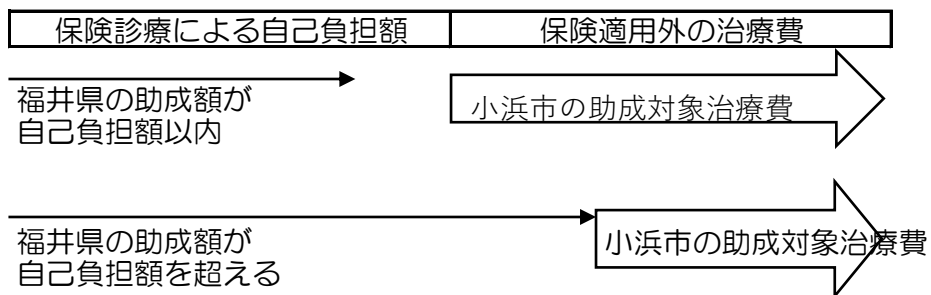 保険診療による自己負担額
保険適用外の治療費
福井県の助成額が
自己負担額以内
小浜市の助成対象治療費
福井県の助成額が
自己負担額を超える
小浜市の助成対象治療費